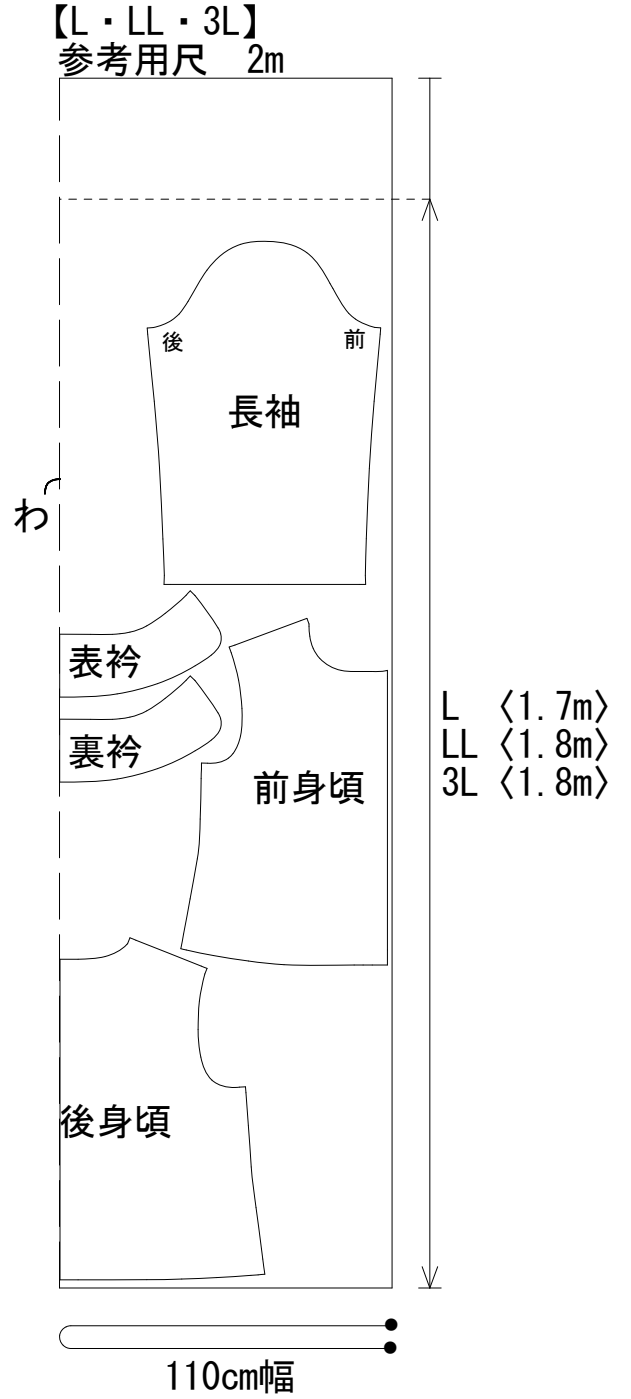 【L・LL・3L】
参考用尺　2m
後
前
長袖
わ
表衿
裏衿
前身頃
L 〈1.7m〉
LL〈1.8m〉
3L〈1.8m〉
後身頃
110cm幅